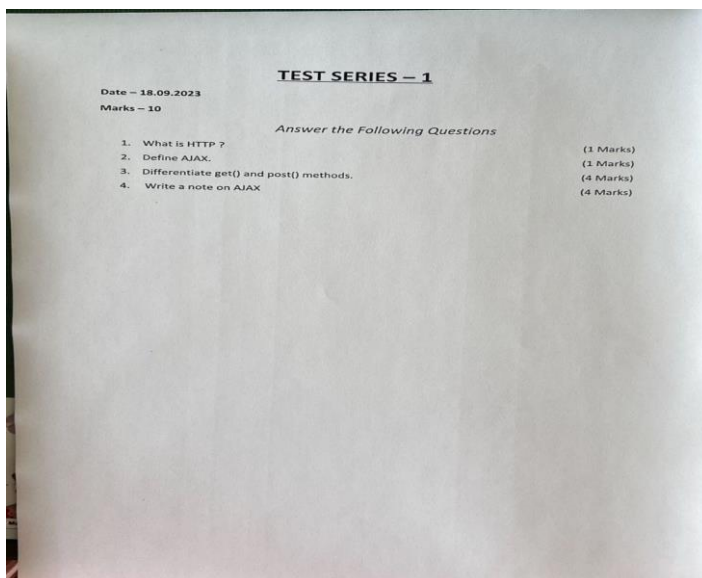 TEST SERIES – 1
Date – 18.09.2023
Marks – 10
Answer the Following Questions
1. What is HTTP ? (1 Marks)
2. Define AJAX. (1 Marks)
3. Differentiate get() and post() methods. (4 Marks)
4. Write a note on AJAX (4 Marks)